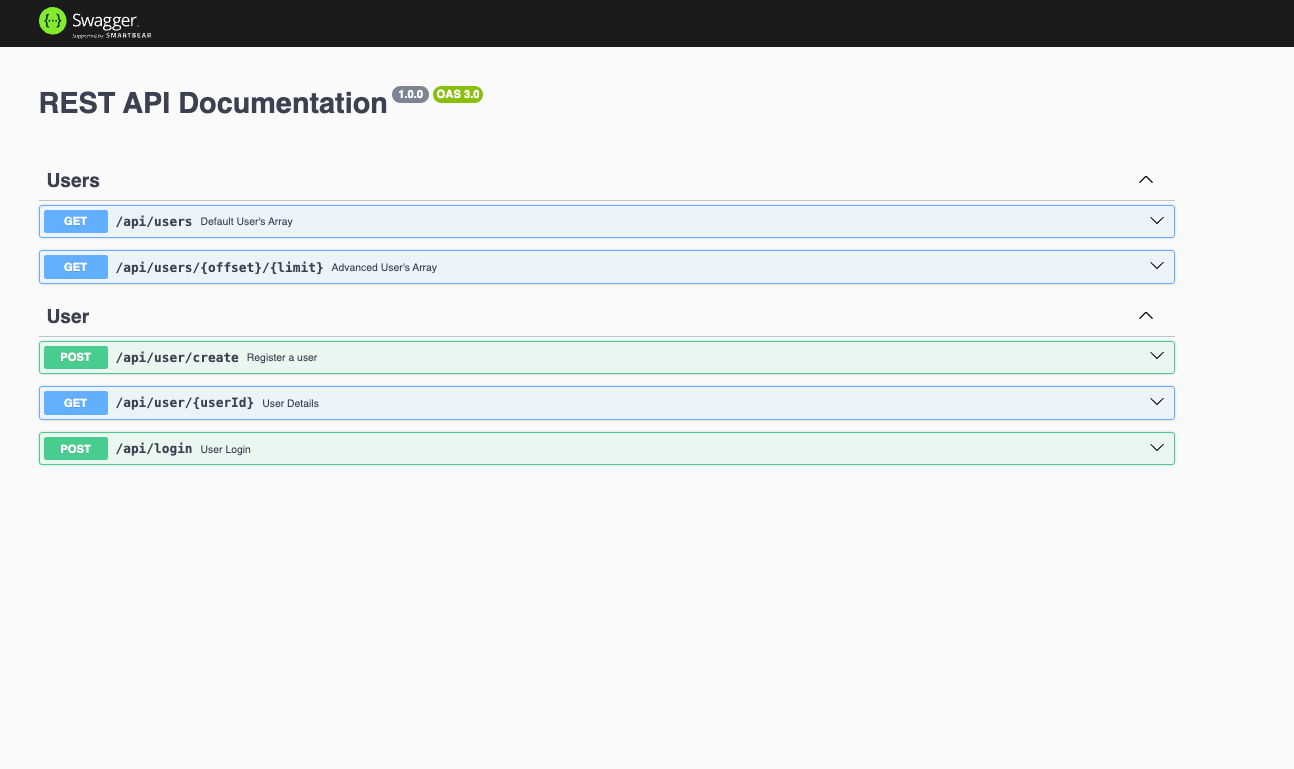 Swagger.
Supported by SMARTBEAR
REST API Documentation 1.0.0 OAS 3.0
Users
GET /api/users Default User's Array
GET /api/users/{offset}/{limit} Advanced User's Array
User
POST /api/user/create Register a user
GET /api/user/{userId} User Details
POST /api/login User Login